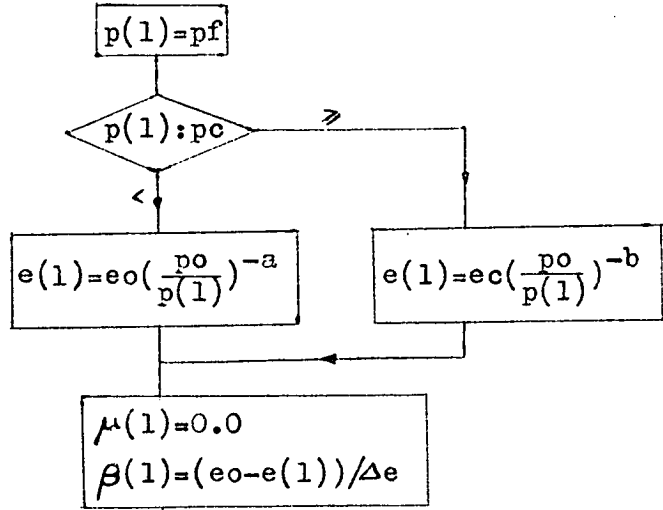 p(1)=pf
p(1):pc
≥
<
e(1)=eo(po/p(1))^-a
e(1)=ec(po/p(1))^-b
μ(1)=0.0
β(1)=(eo-e(1))/Δe